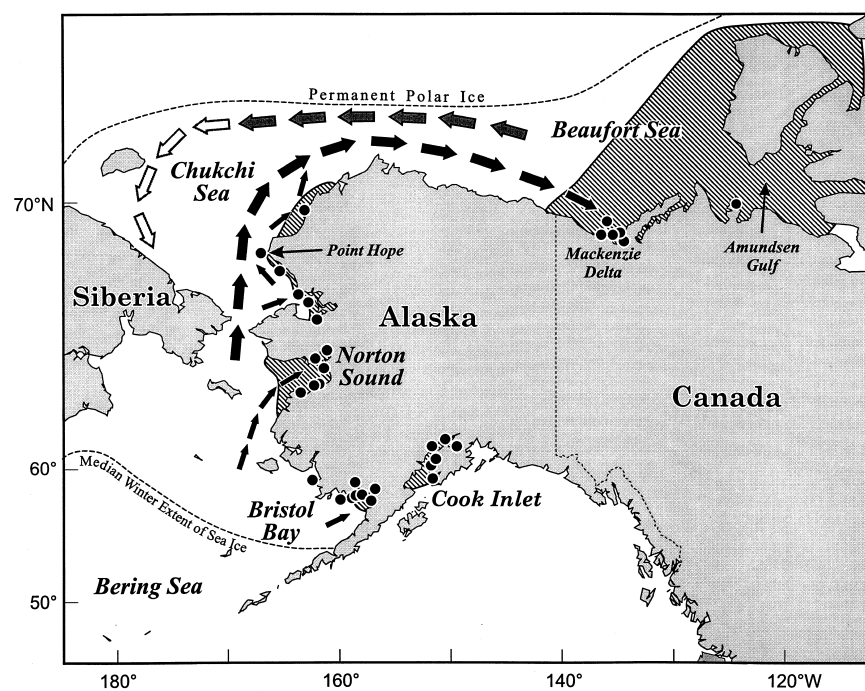 Permanent Polar Ice
Beaufort Sea
Chukchi
Sea
70°N
Point Hope
Mackenzie
Delta
Amundsen
Gulf
Siberia
Alaska
Norton
Sound
Canada
60°
Median Winter Extent of Sea Ice
Bristol
Bay
Cook Inlet
Bering Sea
50°
180°
160°
140°
120°W